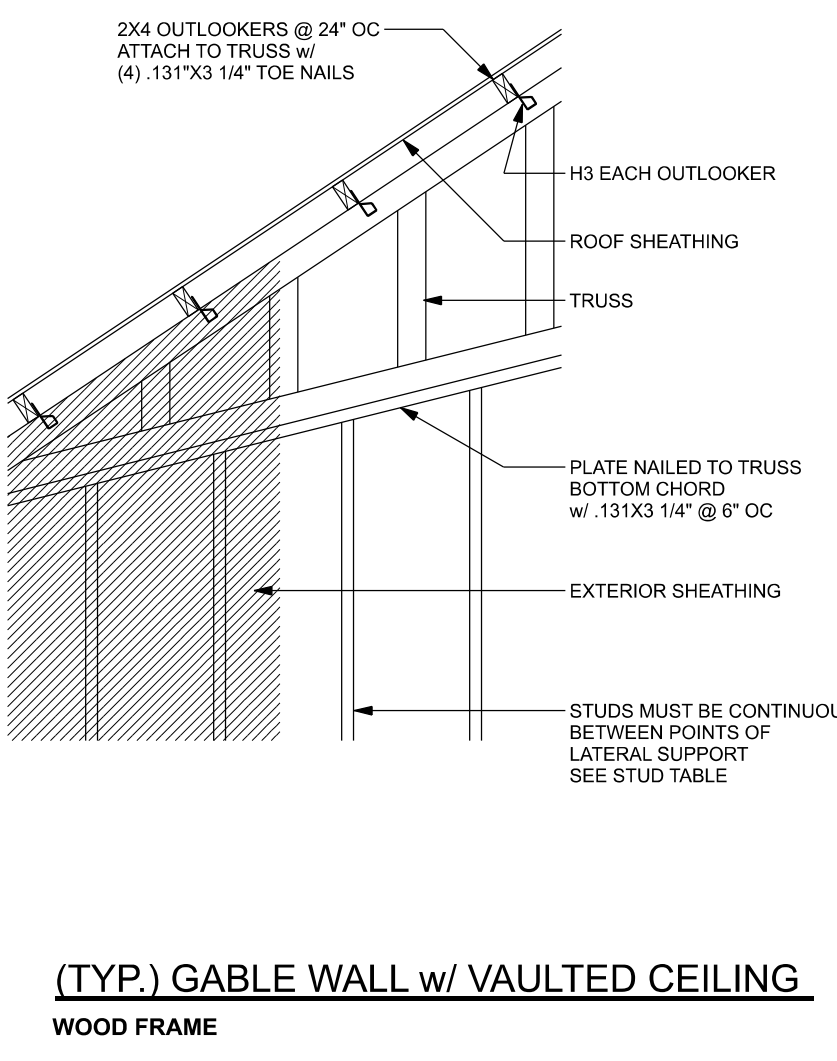 2X4 OUTLOOKERS @ 24" OC
ATTACH TO TRUSS w/
(4) .131"X3 1/4" TOE NAILS
H3 EACH OUTLOOKER
ROOF SHEATHING
TRUSS
PLATE NAILED TO TRUSS
BOTTOM CHORD
w/ .131X3 1/4" @ 6" OC
EXTERIOR SHEATHING
STUDS MUST BE CONTINUOU
BETWEEN POINTS OF
LATERAL SUPPORT
SEE STUD TABLE
(TYP.) GABLE WALL w/ VAULTED CEILING
WOOD FRAME